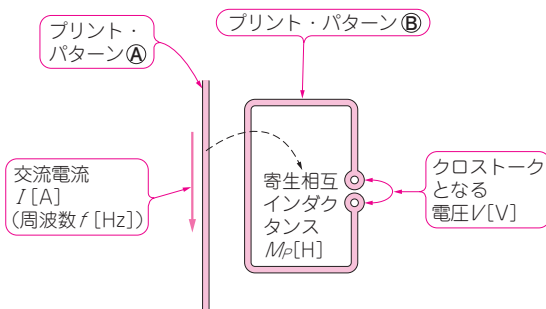 プリント・
パターンⒶ
プリント・パターンⒷ
交流電流
I[A]
(周波数f[Hz])
寄生相互
インダク
タンス
MP[H]
クロストーク
となる
電圧V[V]